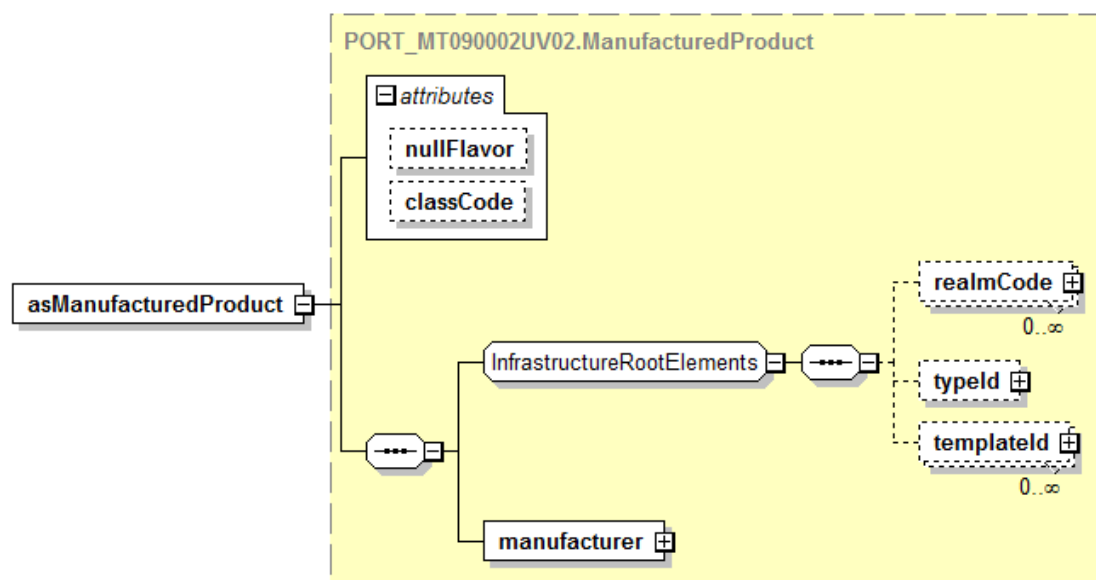 PORT_MT090002UV02.ManufacturedProduct
attributes
nullFlavor
classCode
asManufacturedProduct
realmCode
0..∞
InfrastructureRootElements
typeId
templateId
0..∞
manufacturer